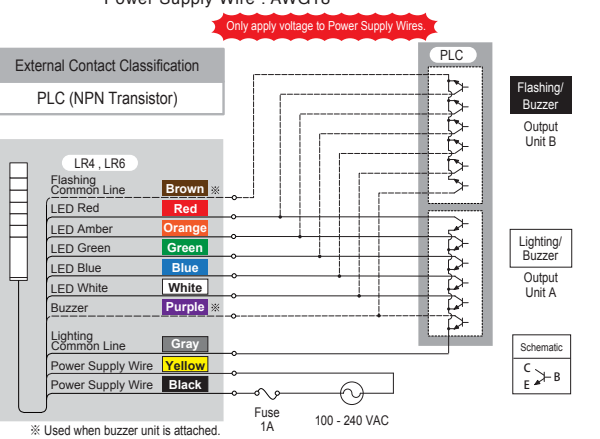 Power Supply Wire : AWG18
Only apply voltage to Power Supply Wires.
External Contact Classification
PLC (NPN Transistor)
PLC
Flashing/
Buzzer
Output
Unit B
LR4 , LR6
Flashing
Common Line Brown ※
LED Red Red
LED Amber Orange
LED Green Green
LED Blue Blue
LED White White
Buzzer Purple ※
Lighting
Common Line Gray
Power Supply Wire Yellow
Power Supply Wire Black
Lighting/
Buzzer
Output
Unit A
Schematic
C
E
B
Fuse
1A
100 - 240 VAC
※ Used when buzzer unit is attached.